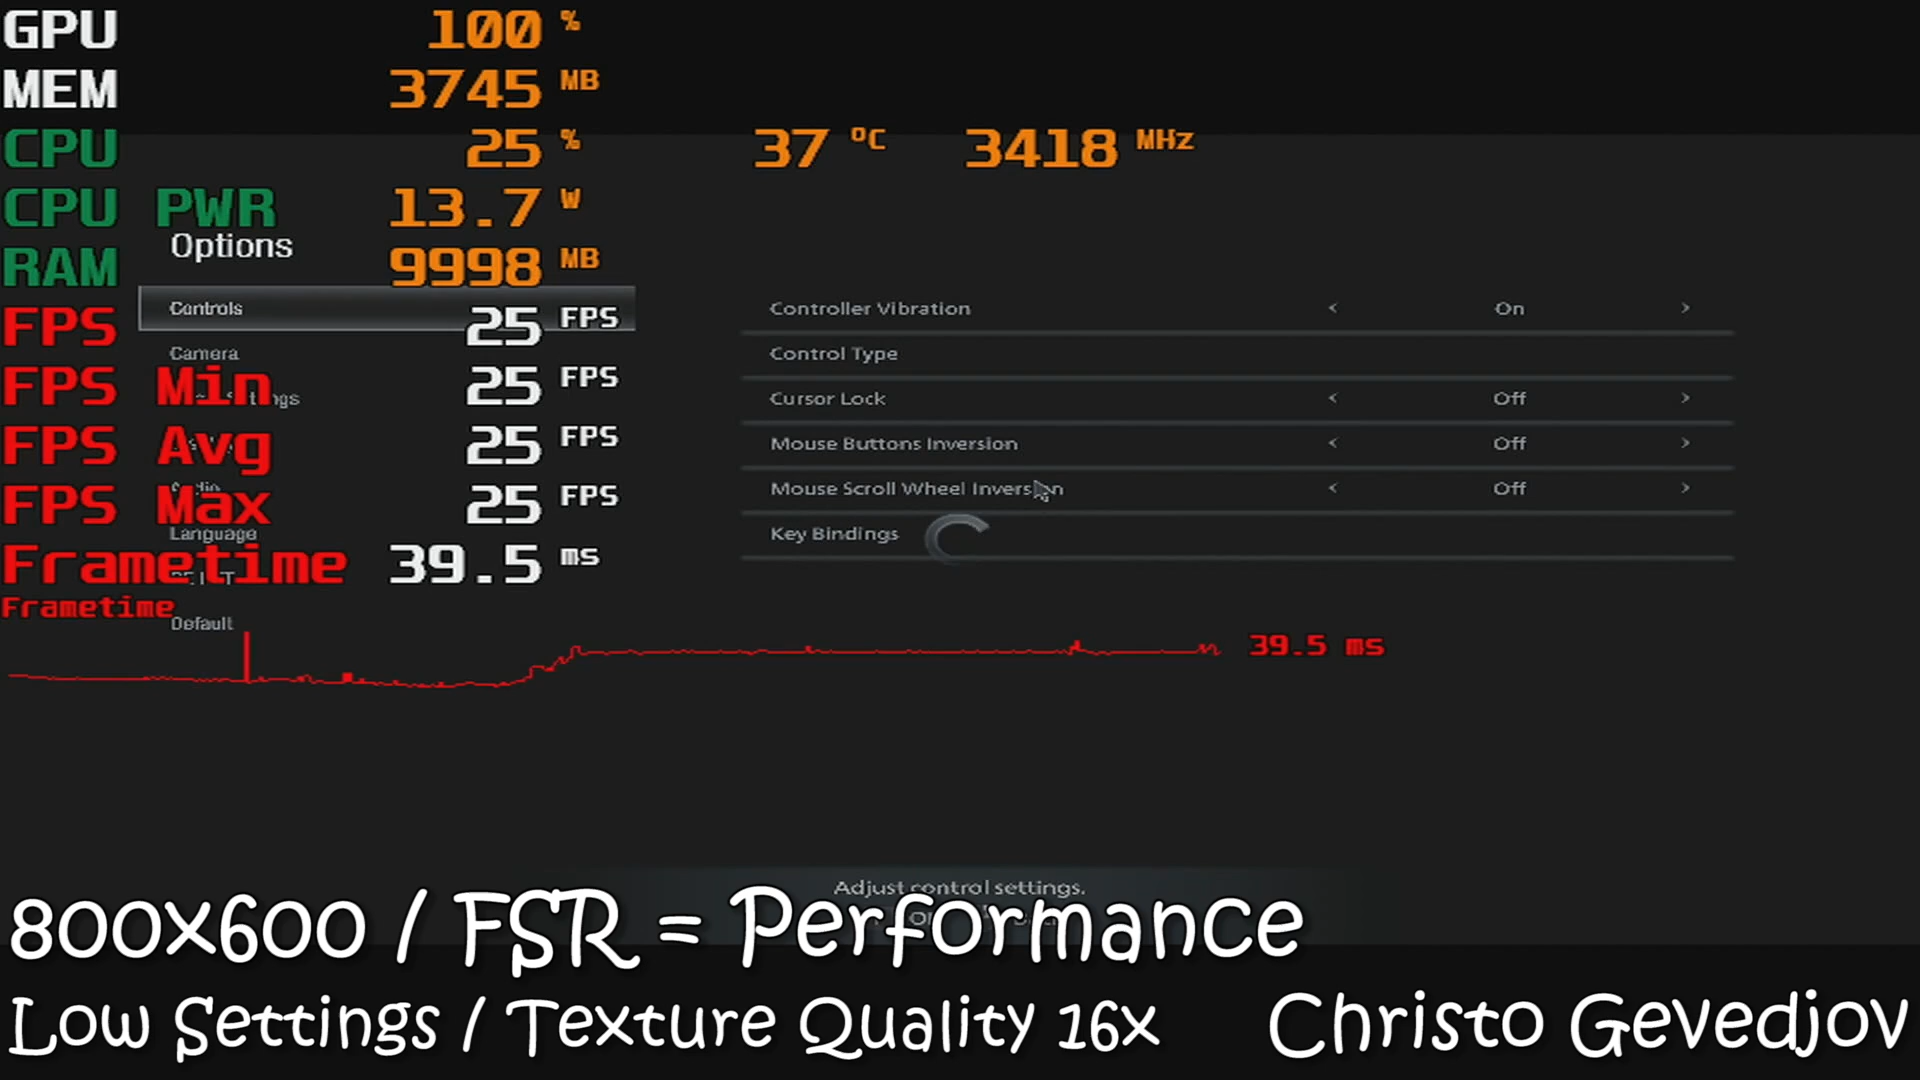 GPU 100 %
MEM 3745 MB
CPU 25 % 37 °C 3418 MHz
CPU PWR 13.7 W
Options
RAM 9998 MB
Controls
FPS 25 FPS
Controller Vibration < On >
Camera
Control Type
FPS Min 25 FPS
Cursor Lock < Off >
FPS Avg 25 FPS
Mouse Buttons Inversion < Off >
FPS Max 25 FPS
Mouse Scroll Wheel Inversion < Off >
Language
Key Bindings
Frametime 39.5 ms
Frametime
Default
39.5 ms
Adjust control settings.
800x600 / FSR = Performance
Low Settings / Texture Quality 16x
Christo Gevedjov